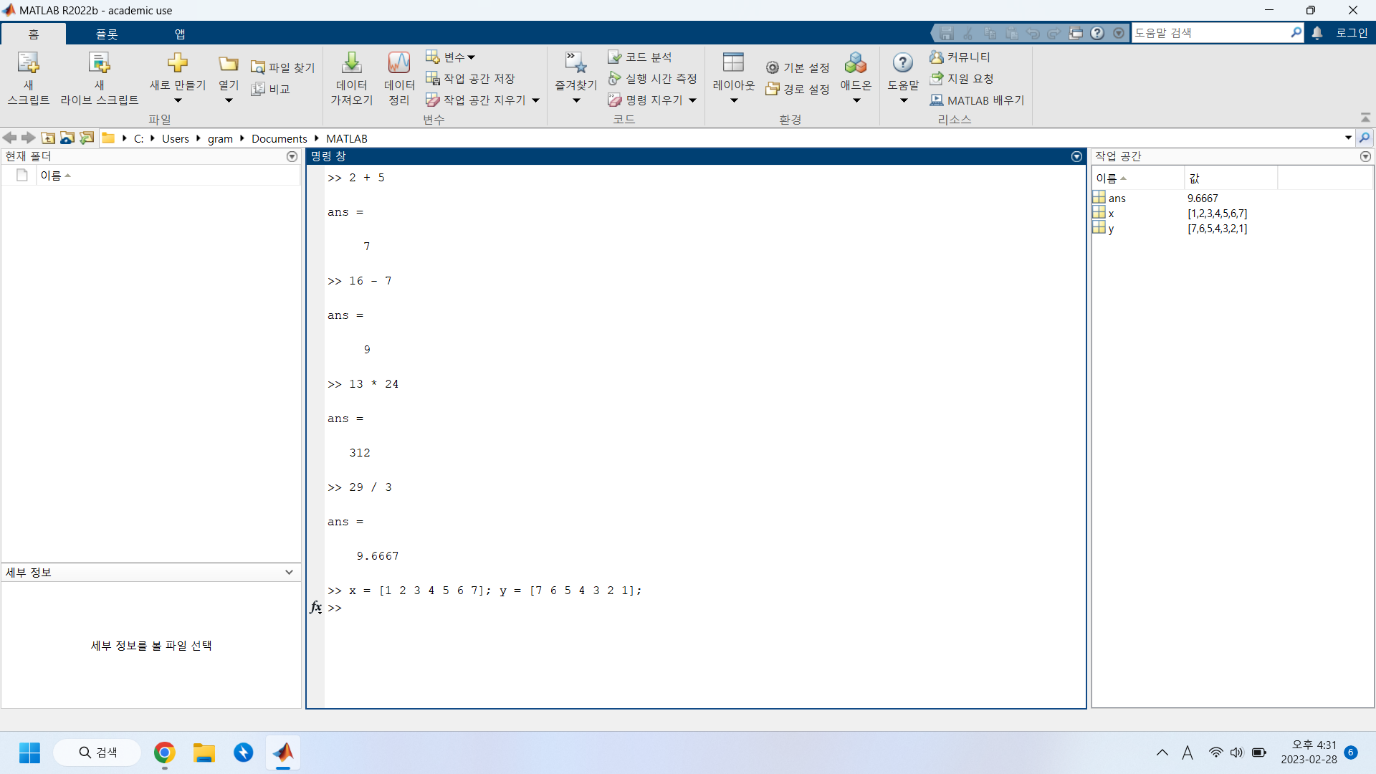 MATLAB R2022b - academic use
홈 플롯 앱
도움말 검색 로그인
새 스크립트
새 라이브 스크립트
새로 만들기
열기
파일 찾기
비교
파일
데이터 가져오기
데이터 정리
변수
작업 공간 저장
작업 공간 지우기
변수
즐겨찾기
코드 분석
실행 시간 측정
명령 지우기
코드
레이아웃
기본 설정
경로 설정
애드온
환경
도움말
커뮤니티
지원 요청
MATLAB 배우기
리소스
C: Users gram Documents MATLAB
현재 폴더
이름
세부 정보
세부 정보를 볼 파일 선택
명령 창
>> 2 + 5
ans =
7
>> 16 - 7
ans =
9
>> 13 * 24
ans =
312
>> 29 / 3
ans =
9.6667
>> x = [1 2 3 4 5 6 7]; y = [7 6 5 4 3 2 1];
fx >>
작업 공간
이름 값
ans 9.6667
x [1,2,3,4,5,6,7]
y [7,6,5,4,3,2,1]
검색
A
오후 4:31
2023-02-28
6